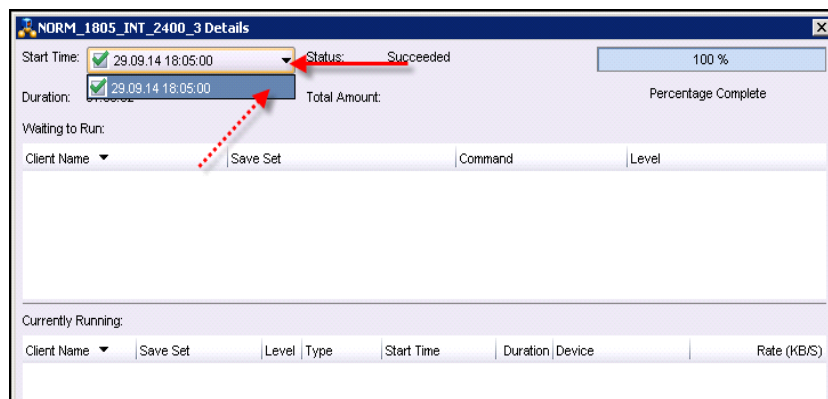 NORM_1805_INT_2400_3 Details
Start Time: 29.09.14 18:05:00 Status: Succeeded 100 %
29.09.14 18:05:00
Duration: Total Amount: Percentage Complete
Waiting to Run:
Client Name Save Set Command Level
Currently Running:
Client Name Save Set Level Type Start Time Duration Device Rate (KB/S)